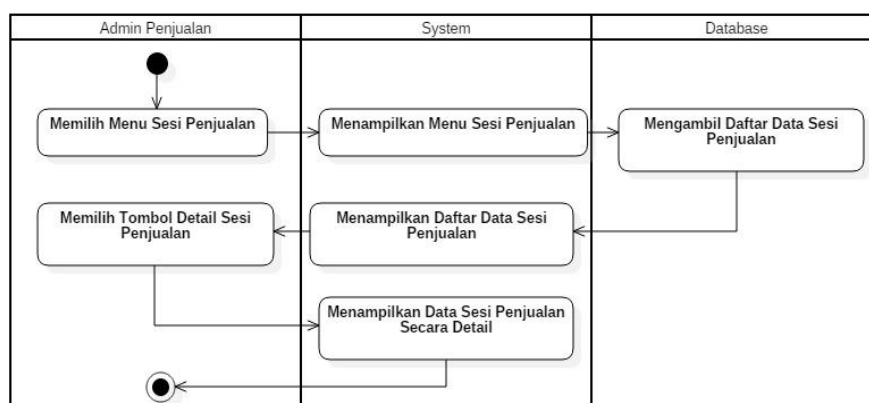 Admin Penjualan
System
Database
Memilih Menu Sesi Penjualan
Menampilkan Menu Sesi Penjualan
Mengambil Daftar Data Sesi
Penjualan
Memilih Tombol Detail Sesi
Penjualan
Menampilkan Daftar Data Sesi
Penjualan
Menampilkan Data Sesi Penjualan
Secara Detail